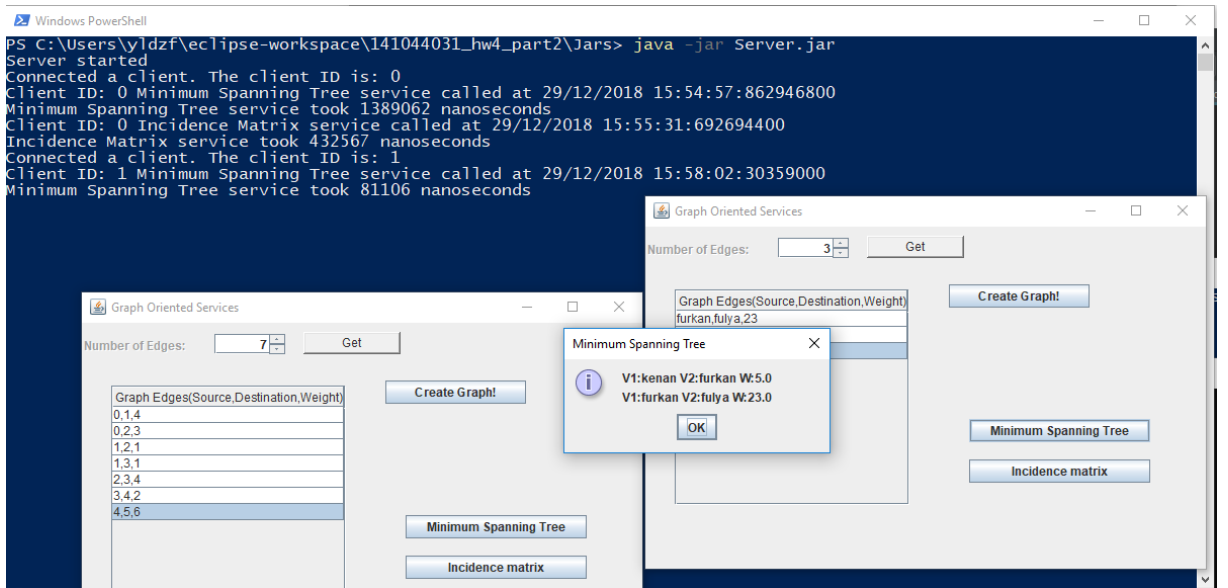 Windows PowerShell
PS C:\Users\yldzf\eclipse-workspace\141044031_hw4_part2\Jars> java -jar Server.jar
Server started
Connected a client. The client ID is: 0
Client ID: 0 Minimum Spanning Tree service called at 29/12/2018 15:54:57:862946800
Minimum Spanning Tree service took 1389062 nanoseconds
Client ID: 0 Incidence Matrix service called at 29/12/2018 15:55:31:692694400
Incidence Matrix service took 432567 nanoseconds
Connected a client. The client ID is: 1
Client ID: 1 Minimum Spanning Tree service called at 29/12/2018 15:58:02:30359000
Minimum Spanning Tree service took 81106 nanoseconds
Graph Oriented Services
Number of Edges: 3 Get
Create Graph!
Graph Edges(Source,Destination,Weight)
furkan,fulya,23
Minimum Spanning Tree
Incidence matrix
Minimum Spanning Tree
V1:kenan V2:furkan W:5.0
V1:furkan V2:fulya W:23.0
OK
Graph Oriented Services
Number of Edges: 7 Get
Create Graph!
Graph Edges(Source,Destination,Weight)
0,1,4
0,2,3
1,2,1
1,3,1
2,3,4
3,4,2
4,5,6
Minimum Spanning Tree
Incidence matrix